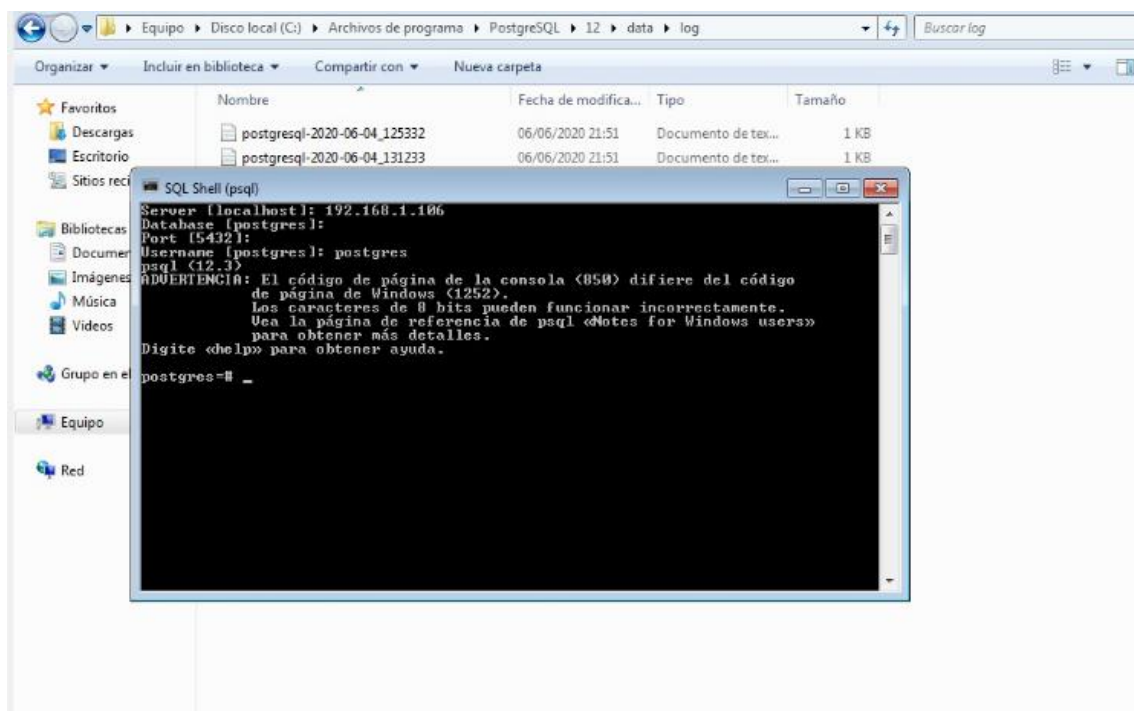 Equipo ▸ Disco local (C:) ▸ Archivos de programa ▸ PostgreSQL ▸ 12 ▸ data ▸ log
Buscar log
Organizar Incluir en biblioteca Compartir con Nueva carpeta
Nombre Fecha de modifica... Tipo Tamaño
Favoritos
Descargas
Escritorio
Sitios reci
Bibliotecas
Documen
Imágenes
Música
Videos
Grupo en el
Equipo
Red
postgresql-2020-06-04_125332 06/06/2020 21:51 Documento de tex... 1 KB
postgresql-2020-06-04_131233 06/06/2020 21:51 Documento de tex... 1 KB
SQL Shell (psql)
Server [localhost]: 192.168.1.106
Database [postgres]:
Port [5432]:
Username [postgres]: postgres
psql (12.3)
ADVERTENCIA: El código de página de la consola (850) difiere del código
de página de Windows (1252).
Los caracteres de 8 bits pueden funcionar incorrectamente.
Vea la página de referencia de psql «Notes for Windows users»
para obtener más detalles.
Digite «help» para obtener ayuda.
postgres=# _